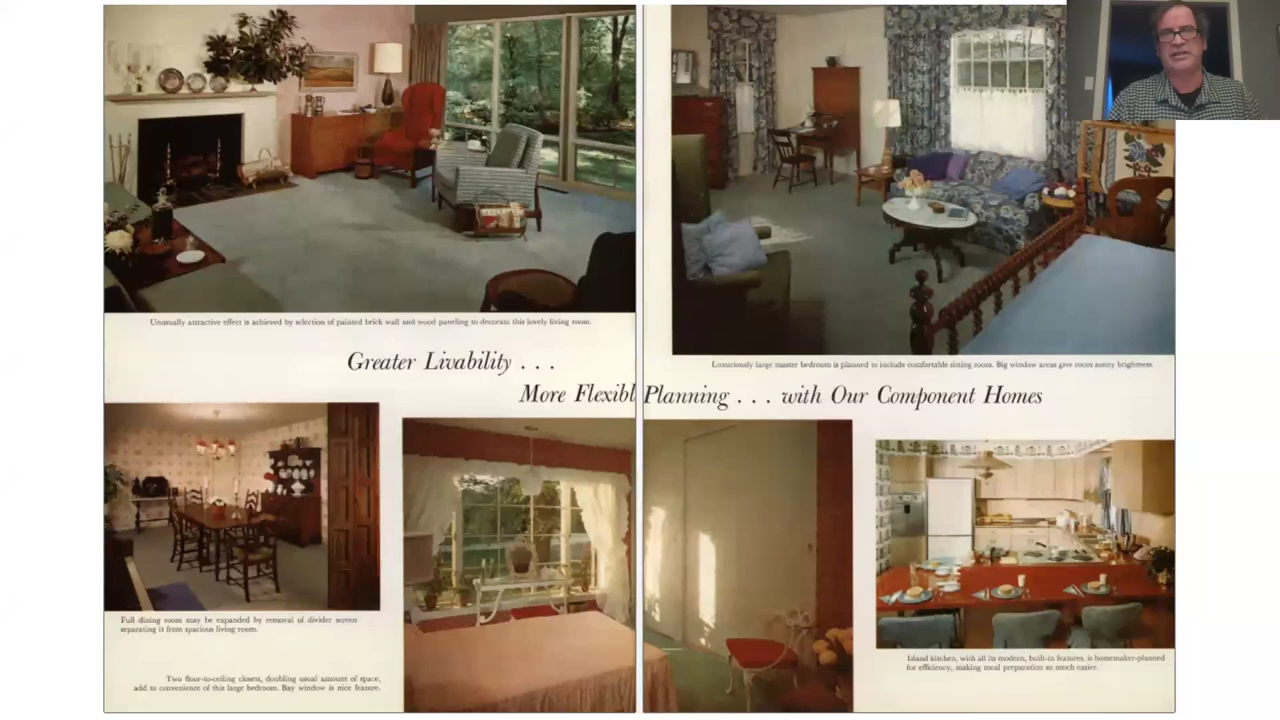 Unusually attractive effect is achieved by selection of painted brick wall and wood paneling to decorate this lovely living room.
Luxuriously large master bedroom is planned to include comfortable sitting room. Big window areas give room sunny brightness.
Greater Livability . . .
More Flexibl Planning . . . with Our Component Homes
Full dining room may be expanded by removal of divider screen
separating it from spacious living room.
Two floor-to-ceiling closets, doubling usual amount of space,
add to convenience of this large bedroom. Bay window is nice feature.
Island kitchen, with all its modern, built-in features, is homemaker-planned
for efficiency, making meal preparation so much easier.